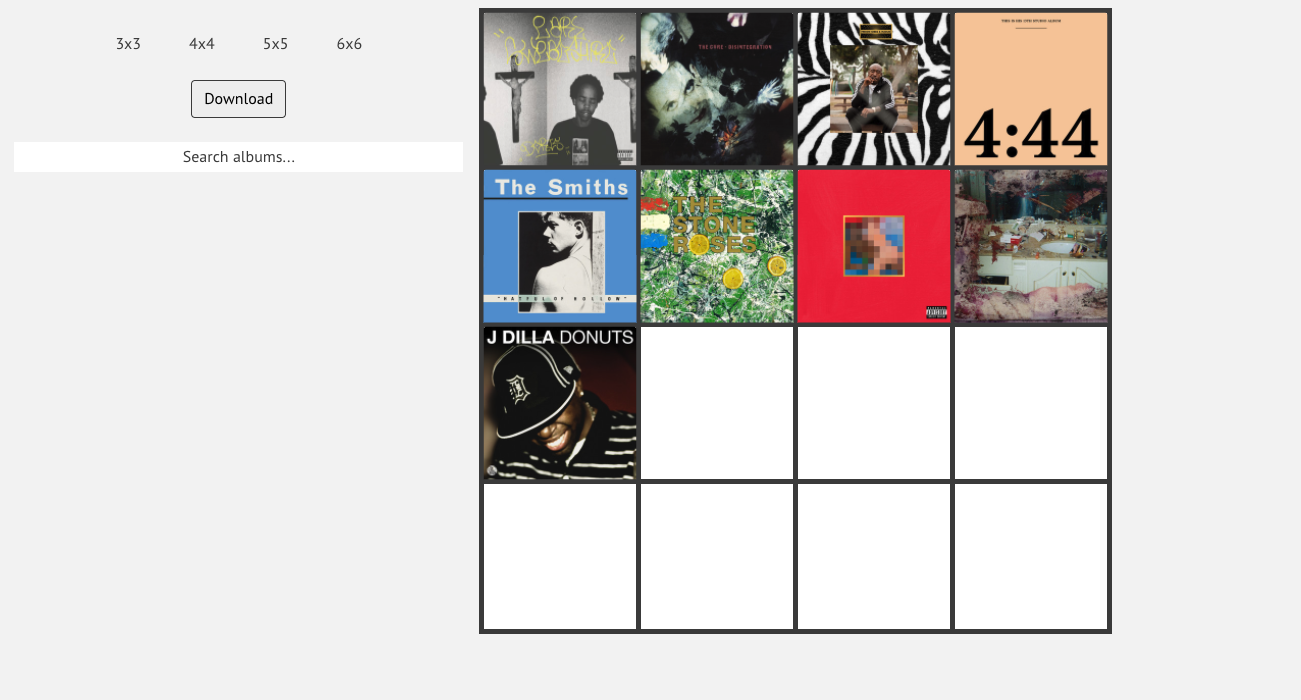 3x3 4x4 5x5 6x6
Download
Search albums...
THE CURE · DISINTEGRATION
4:44
The Smiths
"HATFUL OF HOLLOW"
THE
STONE
ROSES
J DILLA DONUTS